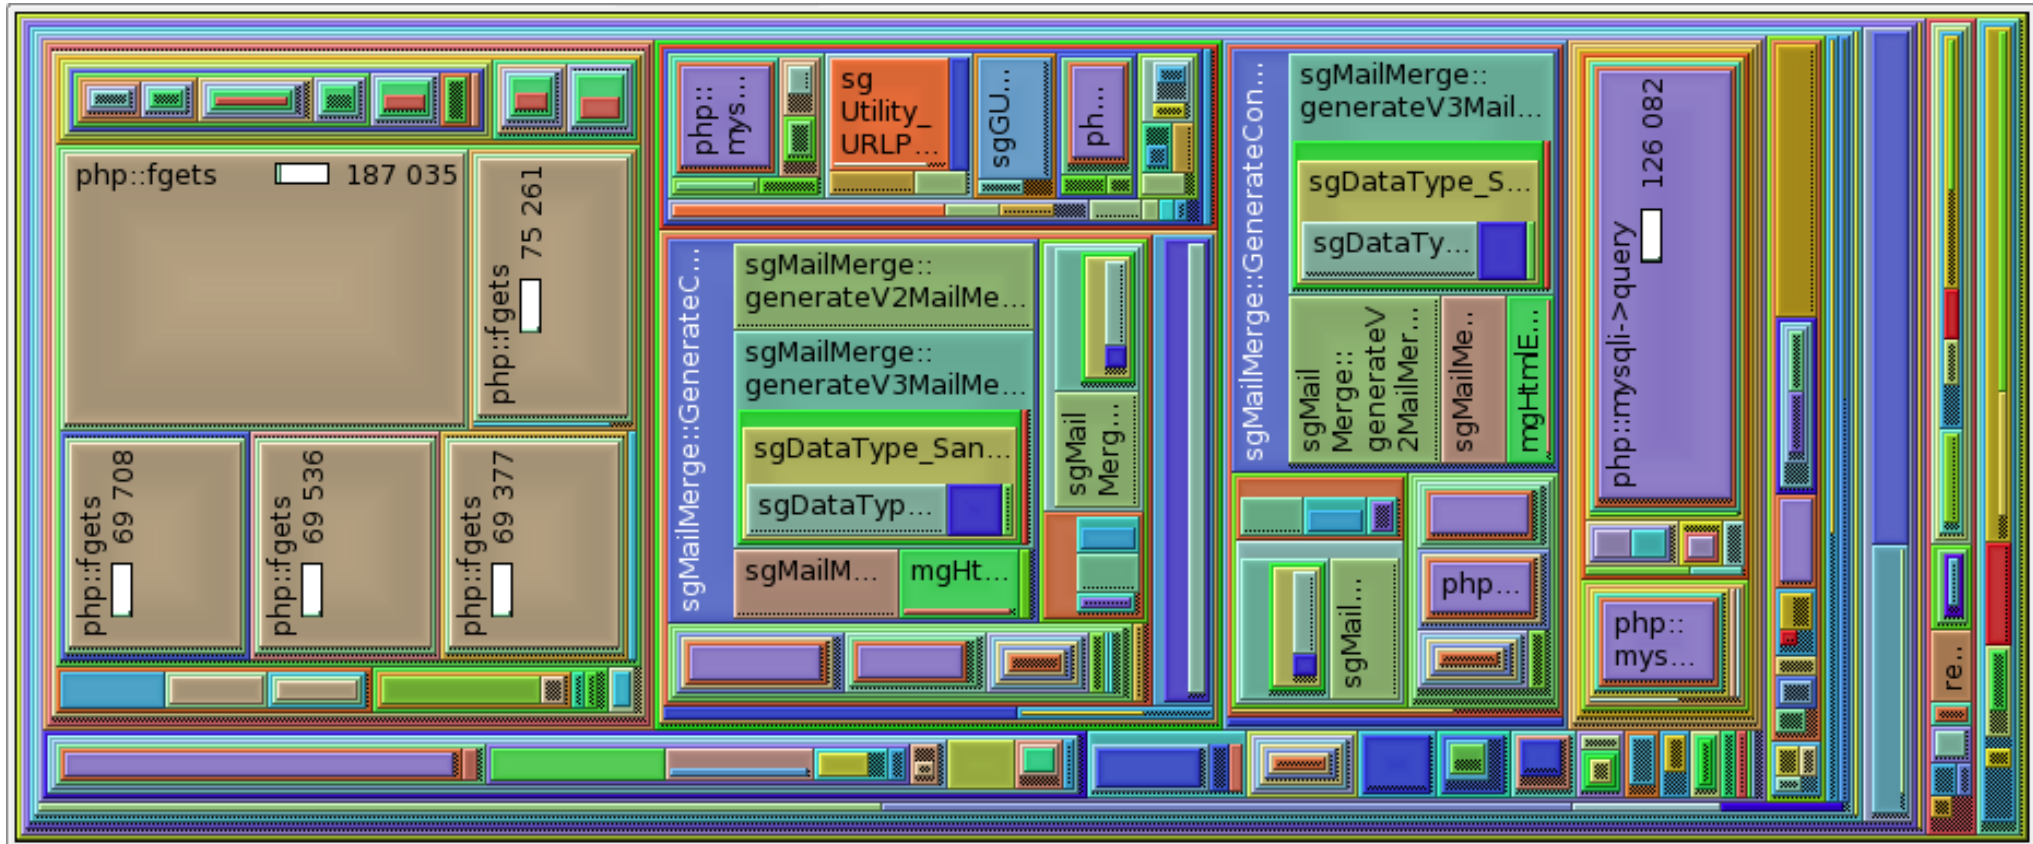 php::fgets 187 035
php::fgets 75 261
php::fgets 69 708
php::fgets 69 536
php::fgets 69 377
php::
mys...
sg
Utility_
URLP...
sgGU...
ph...
sgMailMerge::GenerateC...
sgMailMerge::
generateV2MailMe...
sgMailMerge::
generateV3MailMe...
sgDataType_San...
sgDataTyp...
sgMailM...
mgHt...
sgMail
Merg...
sgMailMerge::GenerateCon...
sgMailMerge::
generateV3Mail...
sgDataType_S...
sgDataTy...
sgMail
Merge::
generateV
2MailMer...
sgMailMe...
mgHtmlE...
sgMail...
php...
php::mysqli->query 126 082
php::
mys...
re...